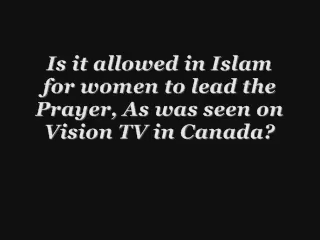 Is it allowed in Islam
for women to lead the
Prayer, As was seen on
Vision TV in Canada?